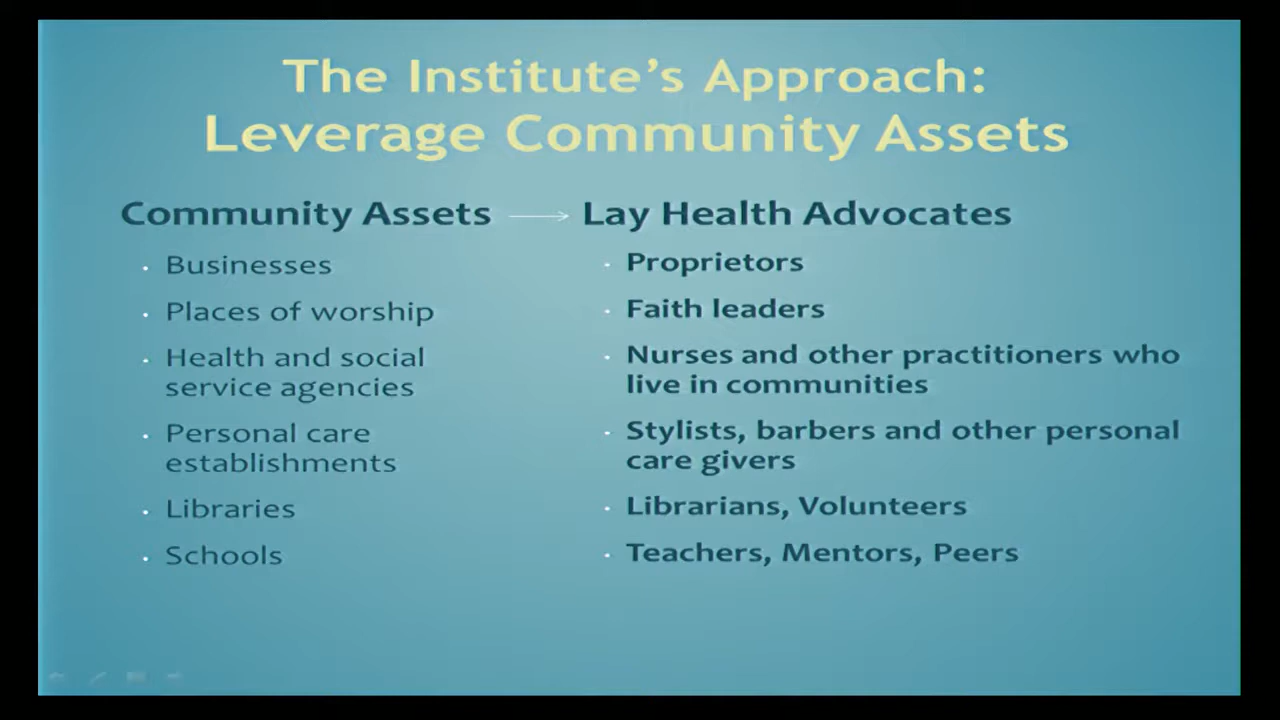 The Institute’s Approach:
Leverage Community Assets
Community Assets → Lay Health Advocates
· Businesses
· Places of worship
· Health and social
service agencies
· Personal care
establishments
· Libraries
· Schools
· Proprietors
· Faith leaders
· Nurses and other practitioners who
live in communities
· Stylists, barbers and other personal
care givers
· Librarians, Volunteers
· Teachers, Mentors, Peers